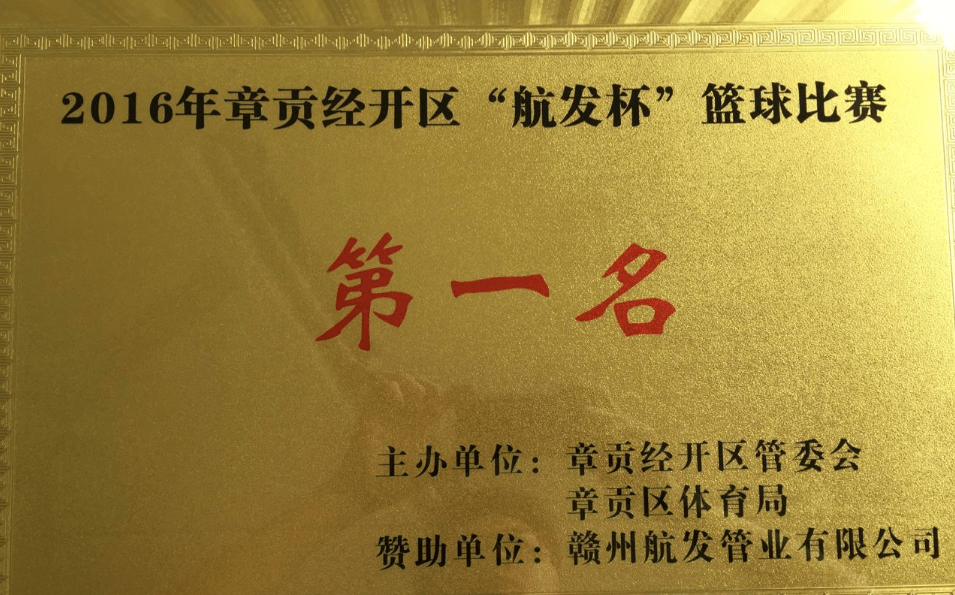 2016年章贡经开区“航发杯”篮球比赛
第一名
主办单位：章贡经开区管委会
章贡区体育局
赞助单位：赣州航发管业有限公司